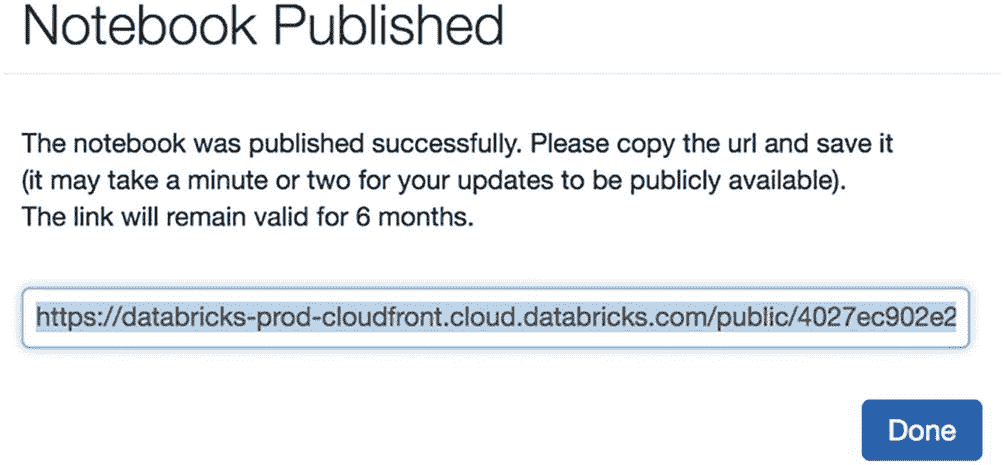 Notebook Published
The notebook was published successfully. Please copy the url and save it
(it may take a minute or two for your updates to be publicly available).
The link will remain valid for 6 months.
https://databricks-prod-cloudfront.cloud.databricks.com/public/4027ec902e2
Done